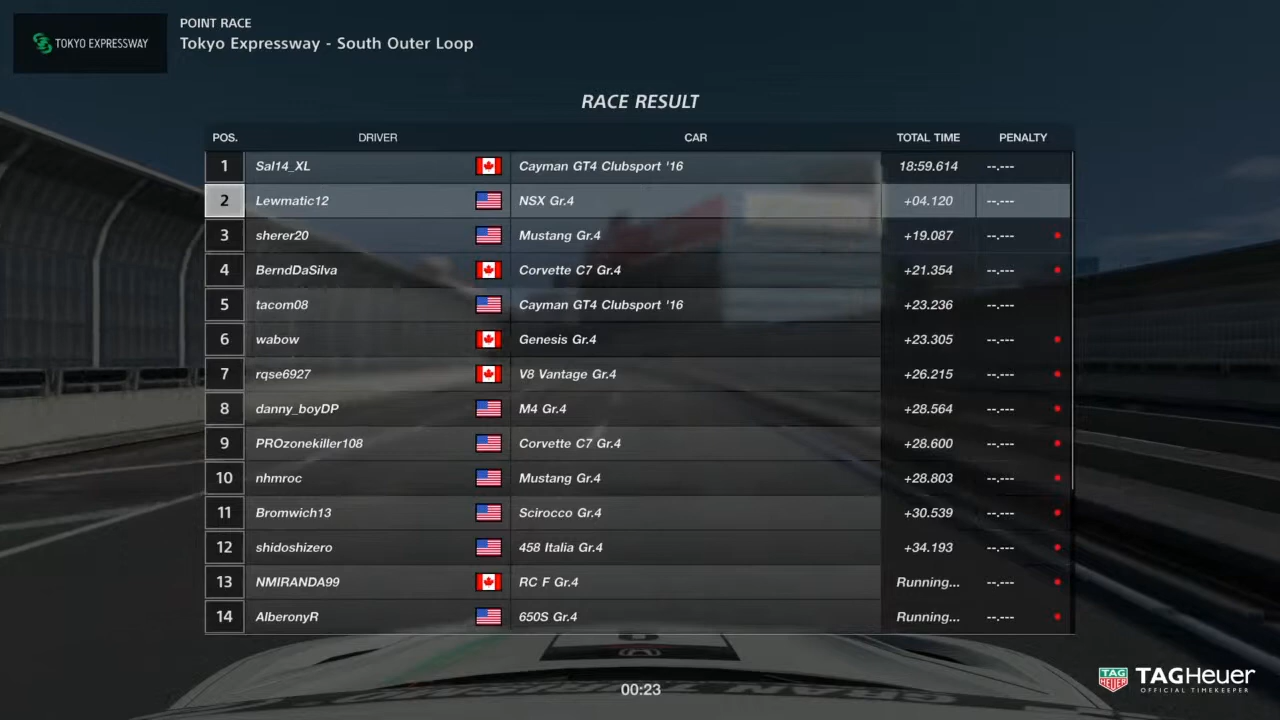 TOKYO EXPRESSWAY
POINT RACE
Tokyo Expressway - South Outer Loop
RACE RESULT
POS. DRIVER CAR TOTAL TIME PENALTY
1 Sal14_XL Cayman GT4 Clubsport '16 18:59.614 --.---
2 Lewmatic12 NSX Gr.4 +04.120 --.---
3 sherer20 Mustang Gr.4 +19.087 --.---
4 BerndDaSilva Corvette C7 Gr.4 +21.354 --.---
5 tacom08 Cayman GT4 Clubsport '16 +23.236 --.---
6 wabow Genesis Gr.4 +23.305 --.---
7 rqse6927 V8 Vantage Gr.4 +26.215 --.---
8 danny_boyDP M4 Gr.4 +28.564 --.---
9 PROzonekiller108 Corvette C7 Gr.4 +28.600 --.---
10 nhmroc Mustang Gr.4 +28.803 --.---
11 Bromwich13 Scirocco Gr.4 +30.539 --.---
12 shidoshizero 458 Italia Gr.4 +34.193 --.---
13 NMIRANDA99 RC F Gr.4 Running... --.---
14 AlberonyR 650S Gr.4 Running... --.---
00:23
TAG HEUER TAGHeuer
OFFICIAL TIMEKEEPER